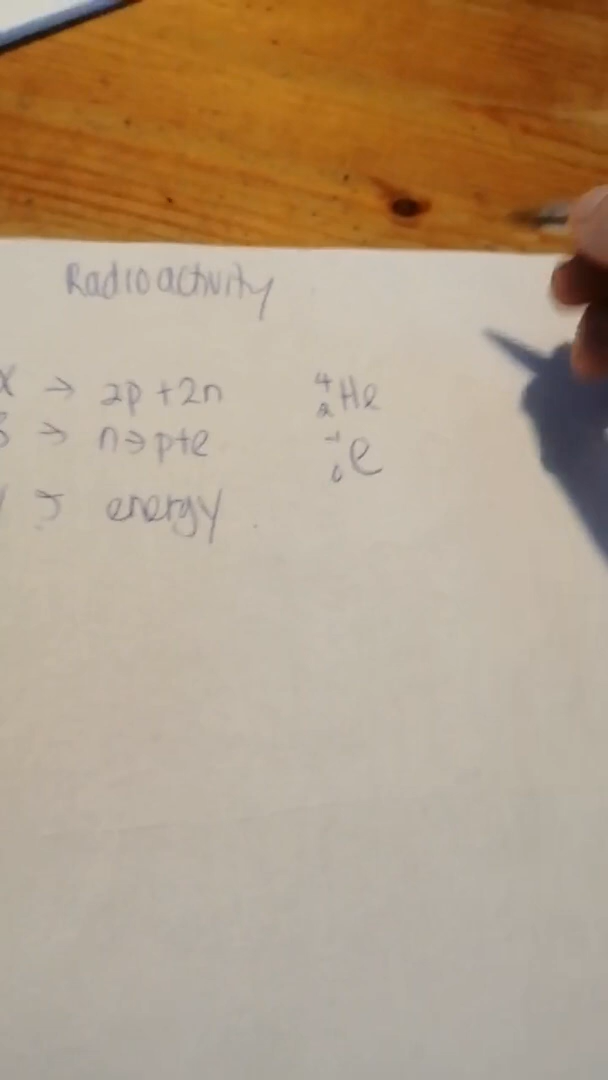 Radioactivity
α → 2p + 2n ⁴₂He
β → n → p + e ⁻¹₀e
γ → energy